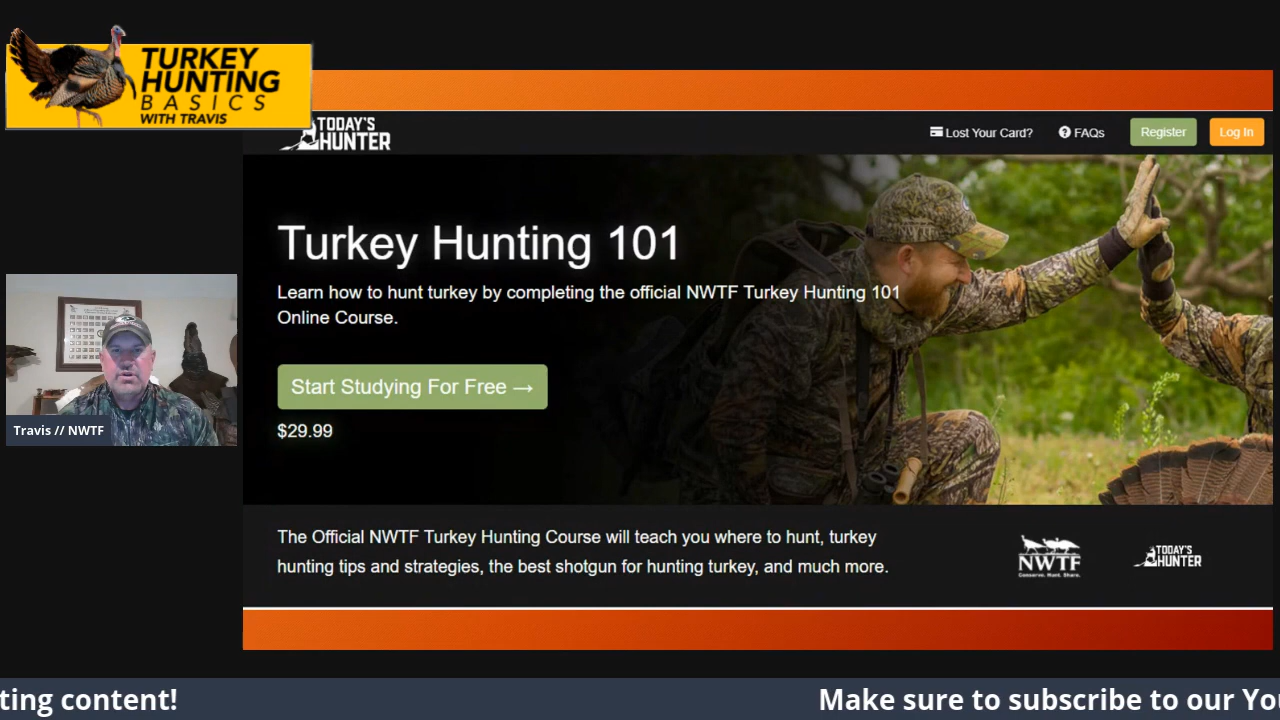 TURKEY
HUNTING
BASICS
WITH TRAVIS
TODAY'S
HUNTER
Lost Your Card?
FAQs
Register
Log In
Turkey Hunting 101
Learn how to hunt turkey by completing the official NWTF Turkey Hunting 101
Online Course.
Start Studying For Free →
$29.99
Travis // NWTF
The Official NWTF Turkey Hunting Course will teach you where to hunt, turkey
hunting tips and strategies, the best shotgun for hunting turkey, and much more.
NWTF
Conserve. Hunt. Share.
TODAY'S
HUNTER
ting content!
Make sure to subscribe to our You